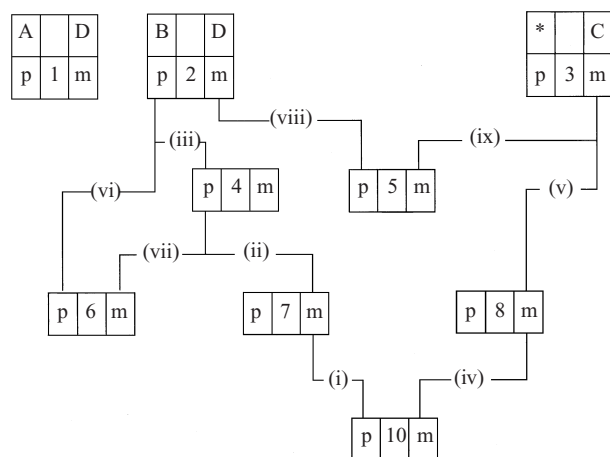 A D B D * C
p 1 m p 2 m p 3 m
(viii) (ix)
(iii)
p 4 m p 5 m
(vi) (v)
(vii) (ii)
p 6 m p 7 m p 8 m
(i) (iv)
p 10 m